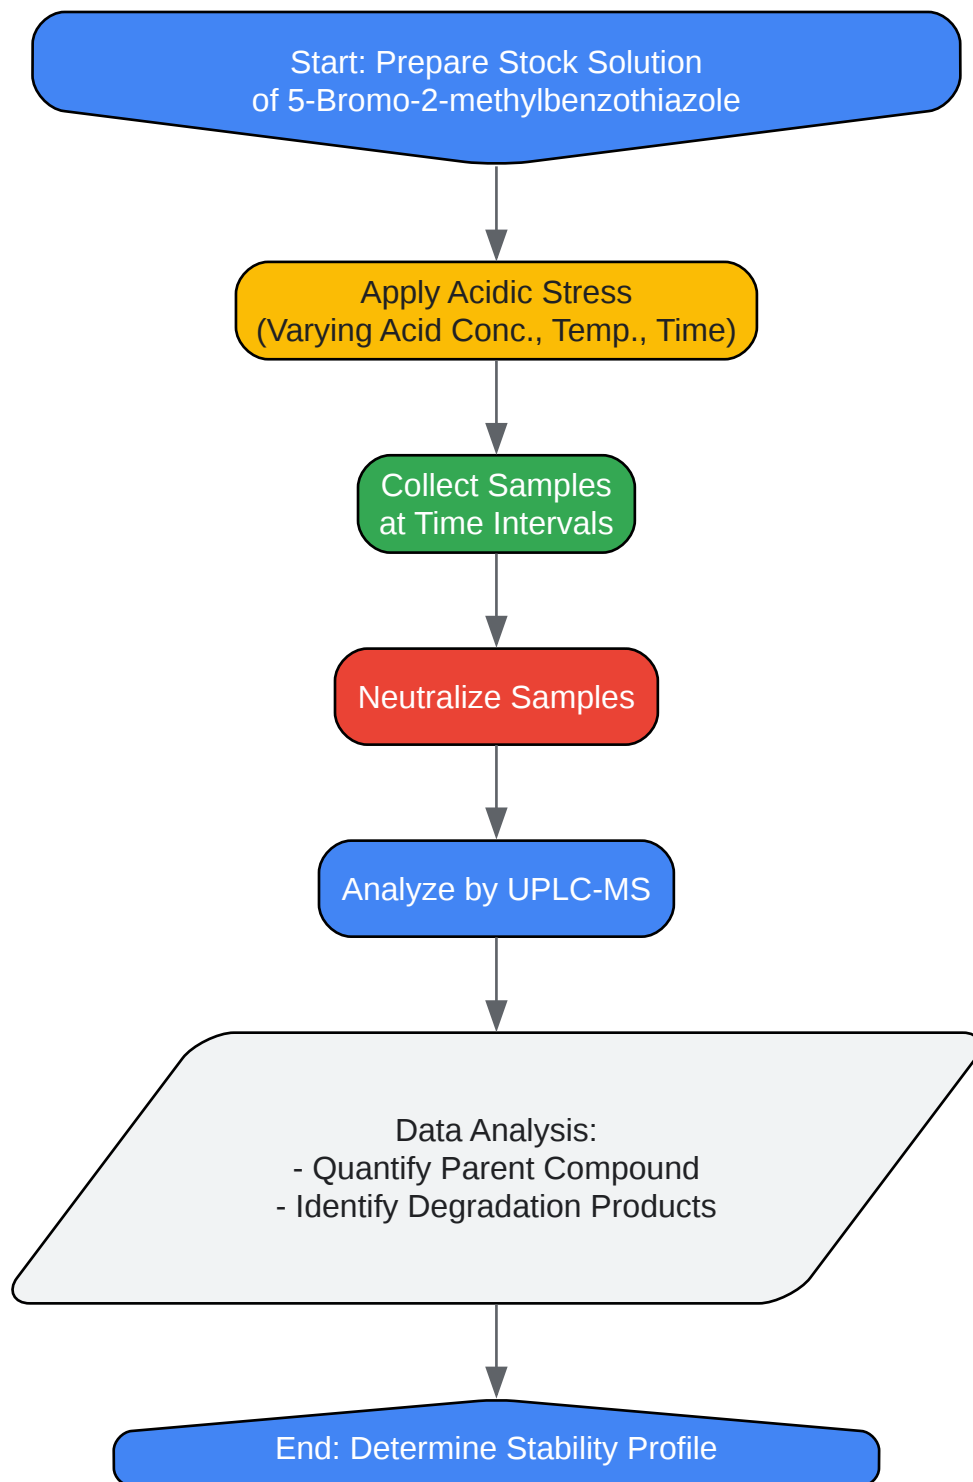 Start: Prepare Stock Solution
of 5-Bromo-2-methylbenzothiazole
Apply Acidic Stress
(Varying Acid Conc., Temp., Time)
Collect Samples
at Time Intervals
Neutralize Samples
Analyze by UPLC-MS
Data Analysis:
- Quantify Parent Compound
- Identify Degradation Products
End: Determine Stability Profile